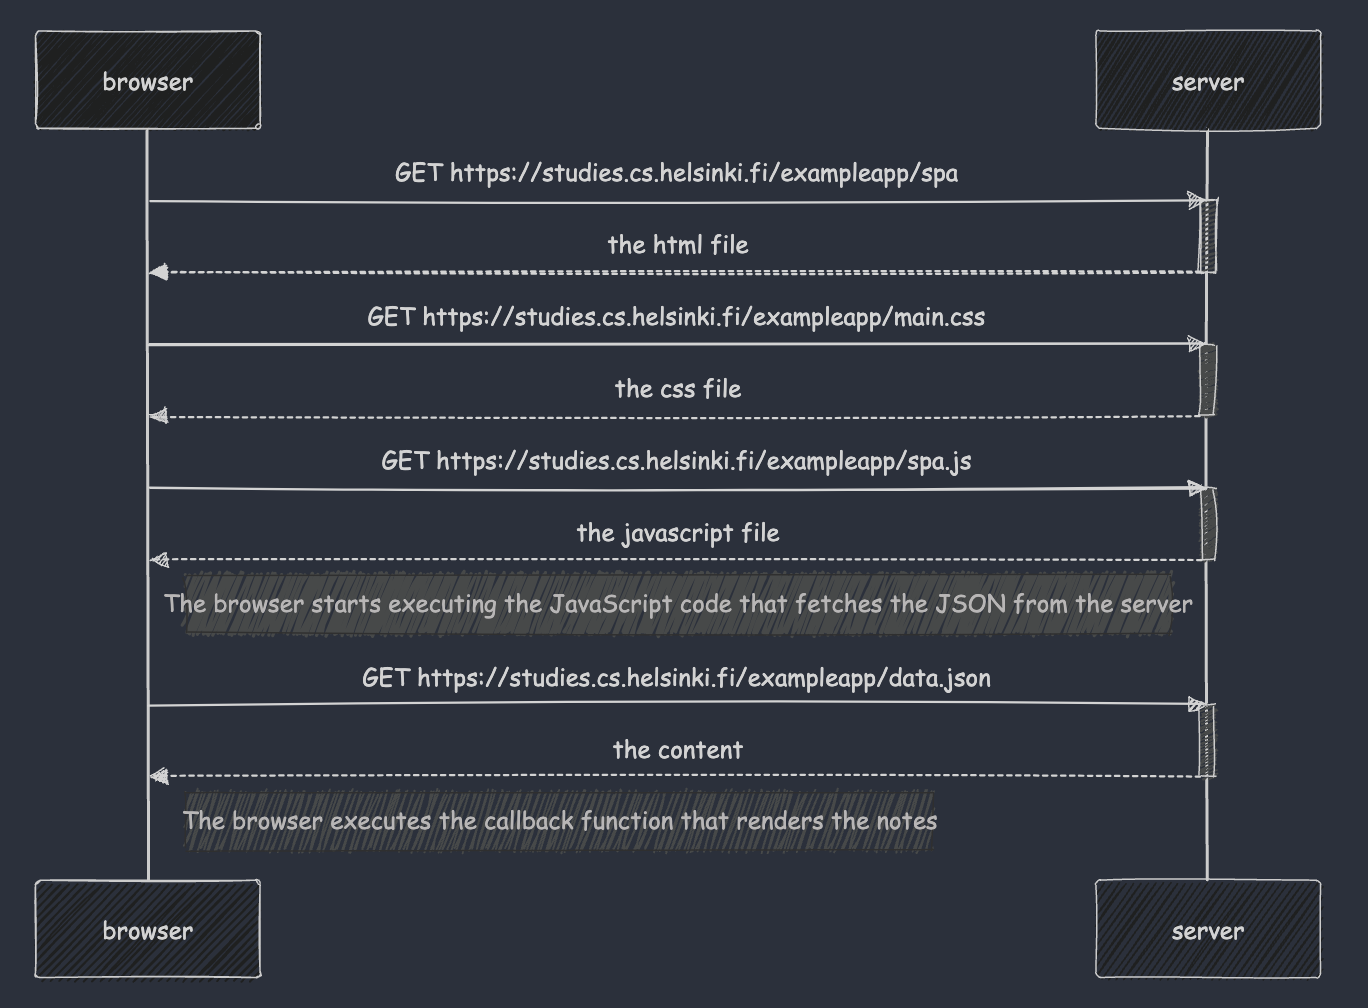 browser
server
GET https://studies.cs.helsinki.fi/exampleapp/spa
the html file
GET https://studies.cs.helsinki.fi/exampleapp/main.css
the css file
GET https://studies.cs.helsinki.fi/exampleapp/spa.js
the javascript file
The browser starts executing the JavaScript code that fetches the JSON from the server
GET https://studies.cs.helsinki.fi/exampleapp/data.json
the content
The browser executes the callback function that renders the notes
browser
server